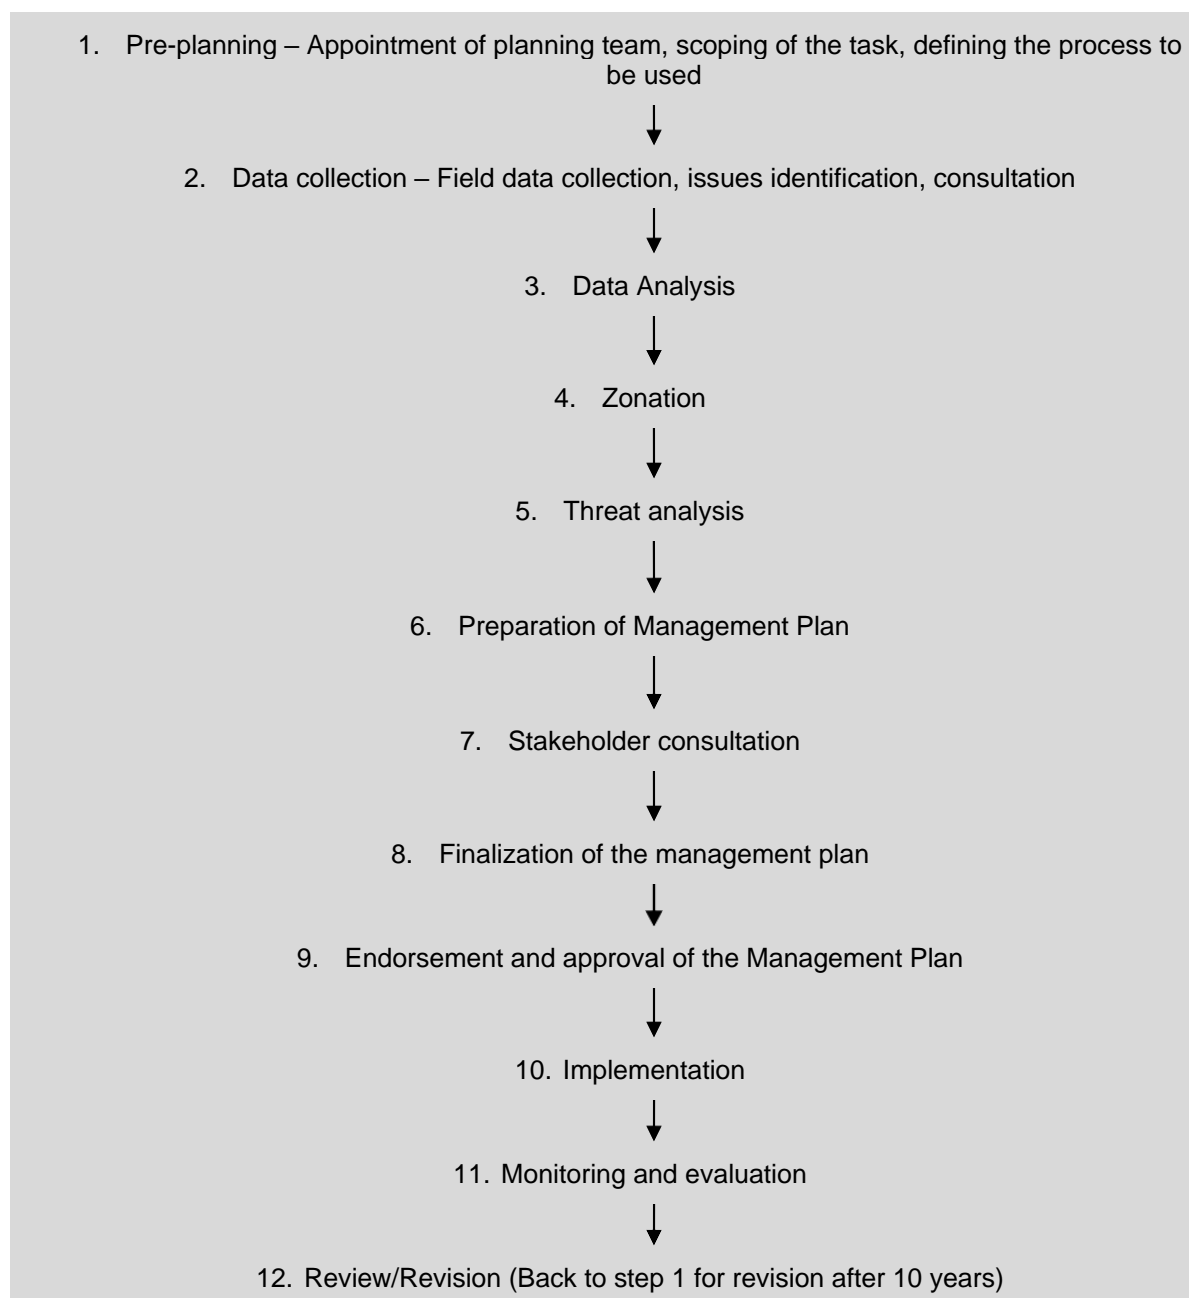 1. Pre-planning – Appointment of planning team, scoping of the task, defining the process to
be used
2. Data collection – Field data collection, issues identification, consultation
3. Data Analysis
4. Zonation
5. Threat analysis
6. Preparation of Management Plan
7. Stakeholder consultation
8. Finalization of the management plan
9. Endorsement and approval of the Management Plan
10. Implementation
11. Monitoring and evaluation
12. Review/Revision (Back to step 1 for revision after 10 years)